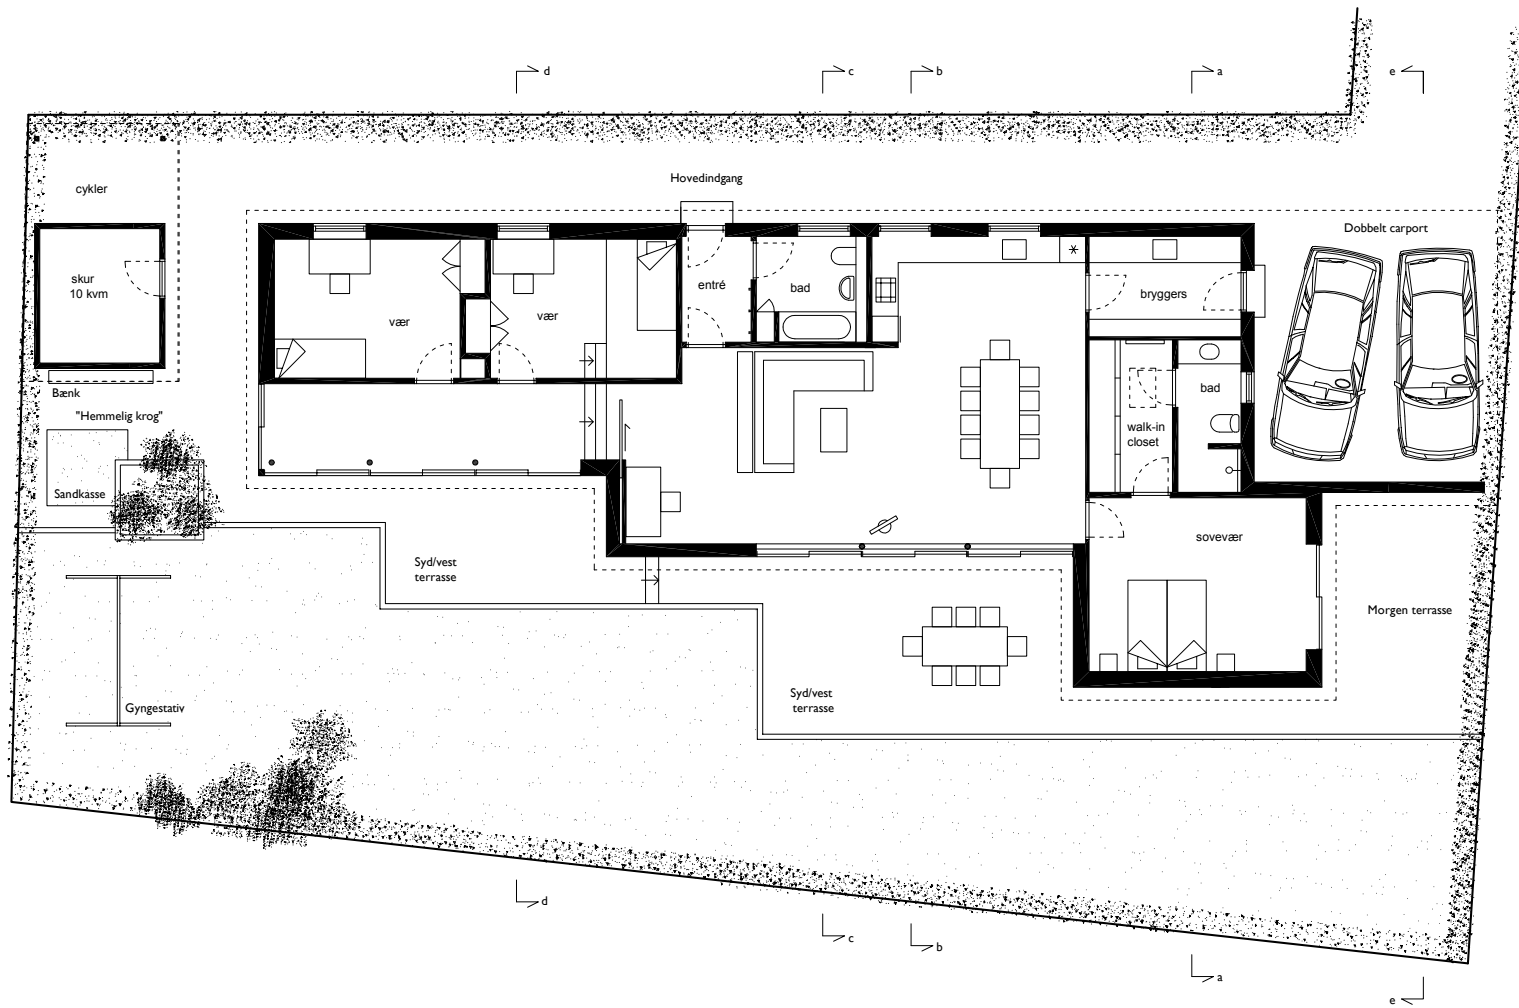 d
c
b
a
e
Hovedindgang
cykler
Dobbelt carport
skur
10 kvm
entré
bad
bryggers
vær
vær
Bænk
"Hemmelig krog"
bad
walk-in
closet
Sandkasse
sovevær
Syd/vest
terrasse
Morgen terrasse
Gyngestativ
Syd/vest
terrasse
d
c
b
a
e